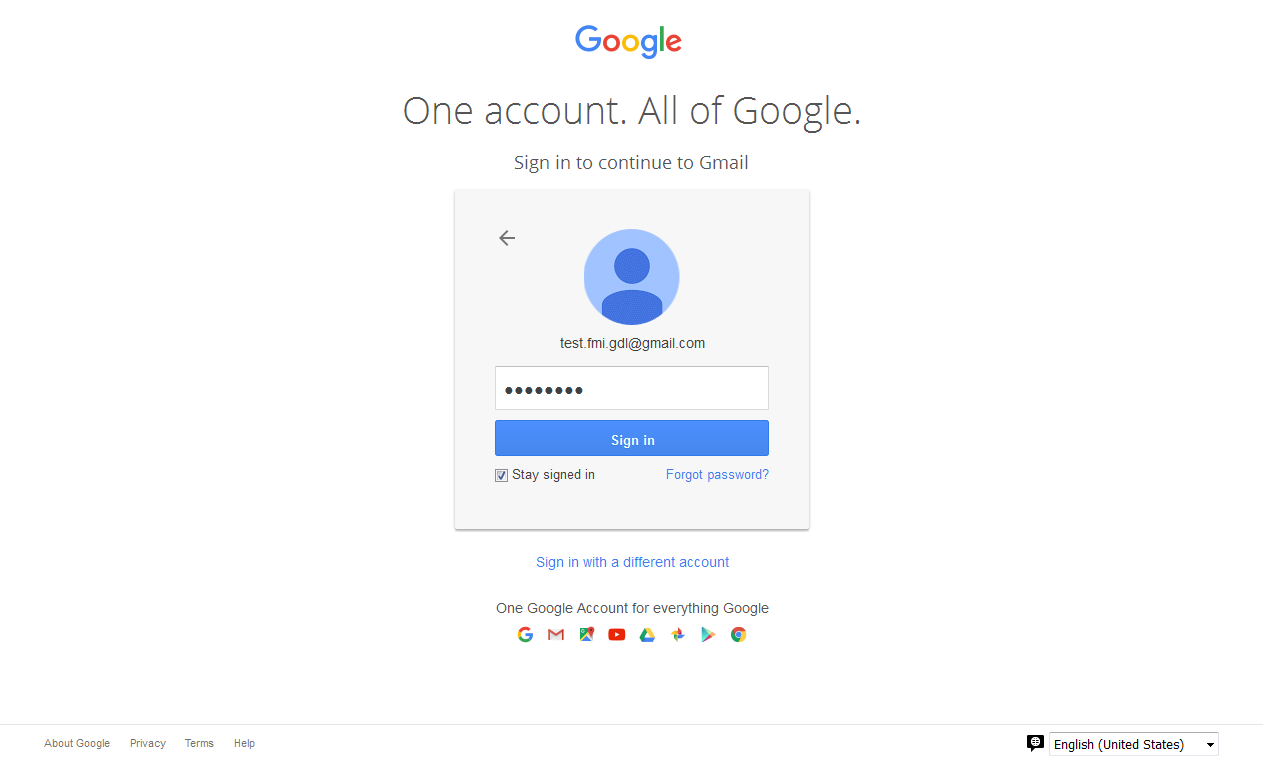 Google
One account. All of Google.
Sign in to continue to Gmail
test.fmi.gdl@gmail.com
●●●●●●●●
Sign in
Stay signed in Forgot password?
Sign in with a different account
One Google Account for everything Google
About Google Privacy Terms Help English (United States)